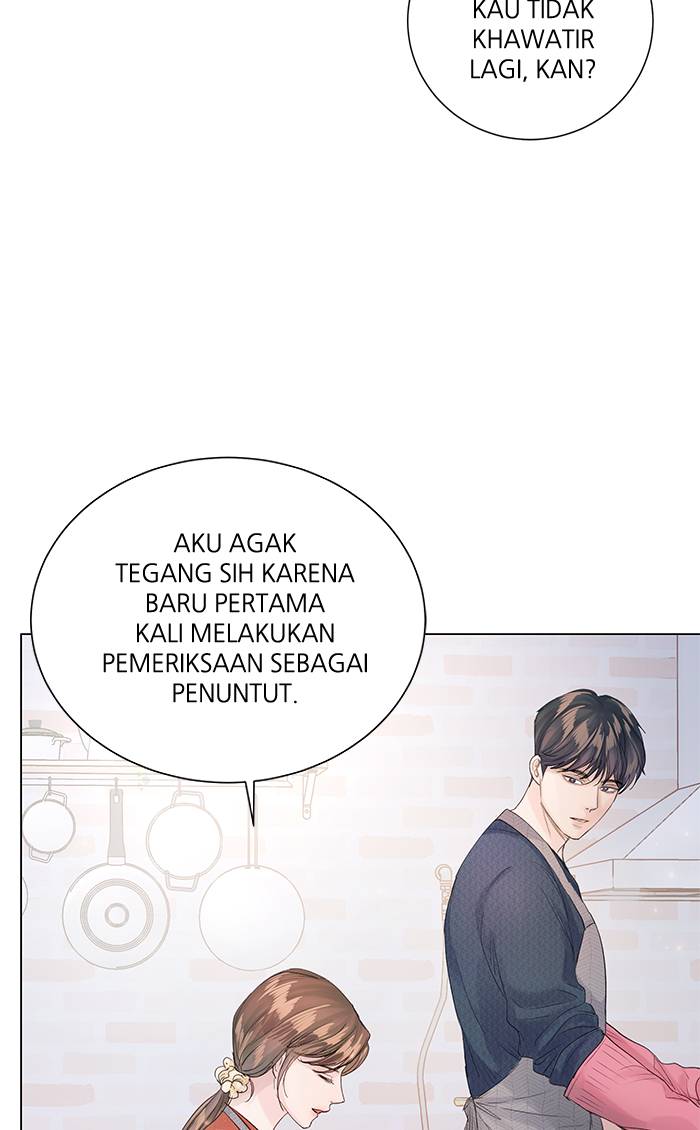 KAU TIDAK
KHAWATIR
LAGI, KAN?
AKU AGAK
TEGANG SIH KARENA
BARU PERTAMA
KALI MELAKUKAN
PEMERIKSAAN SEBAGAI
PENUNTUT.